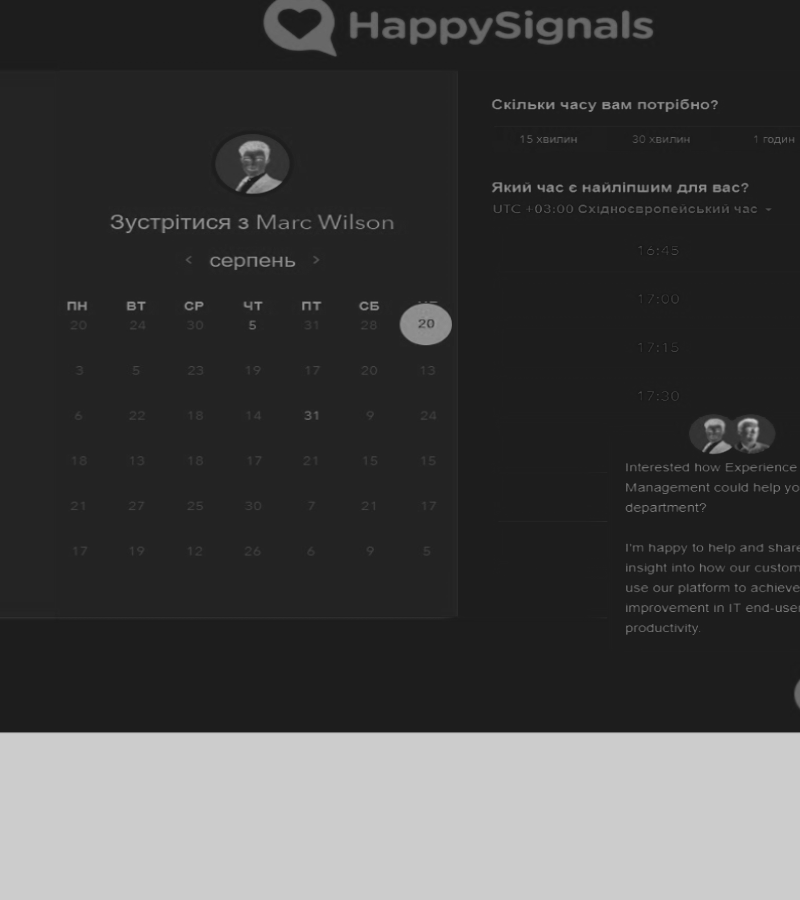 HappySignals
Зустрітися з Marc Wilson
< серпень >
ПН ВТ СР ЧТ ПТ СБ
20 24 30 5 31 28 20
3 5 23 19 17 20 13
6 22 18 14 31 9 24
18 13 18 17 21 15 15
21 27 25 30 7 21 17
17 19 12 26 6 9 5
Скільки часу вам потрібно?
15 хвилин 30 хвилин 1 годин
Який час є найліпшим для вас?
UTC +03:00 Східноєвропейський час
16:45
17:00
17:15
17:30
Interested how Experience
Management could help yo
department?
I'm happy to help and share
insight into how our custom
use our platform to achieve
improvement in IT end-use
productivity.